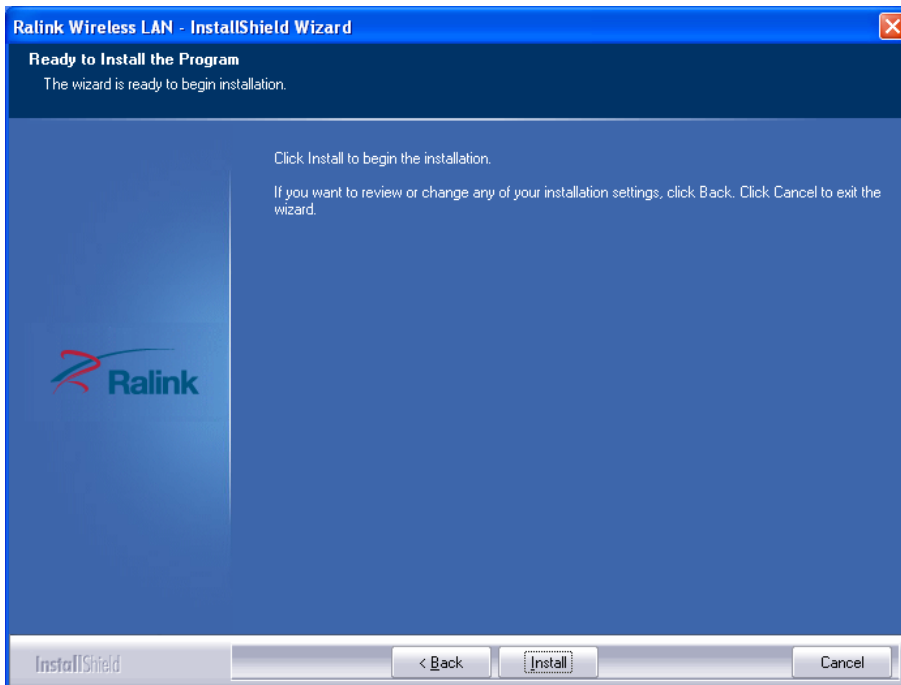 Ralink Wireless LAN - InstallShield Wizard
Ready to Install the Program
The wizard is ready to begin installation.
Click Install to begin the installation.
If you want to review or change any of your installation settings, click Back. Click Cancel to exit the
wizard.
Ralink
InstallShield
< Back
Install
Cancel